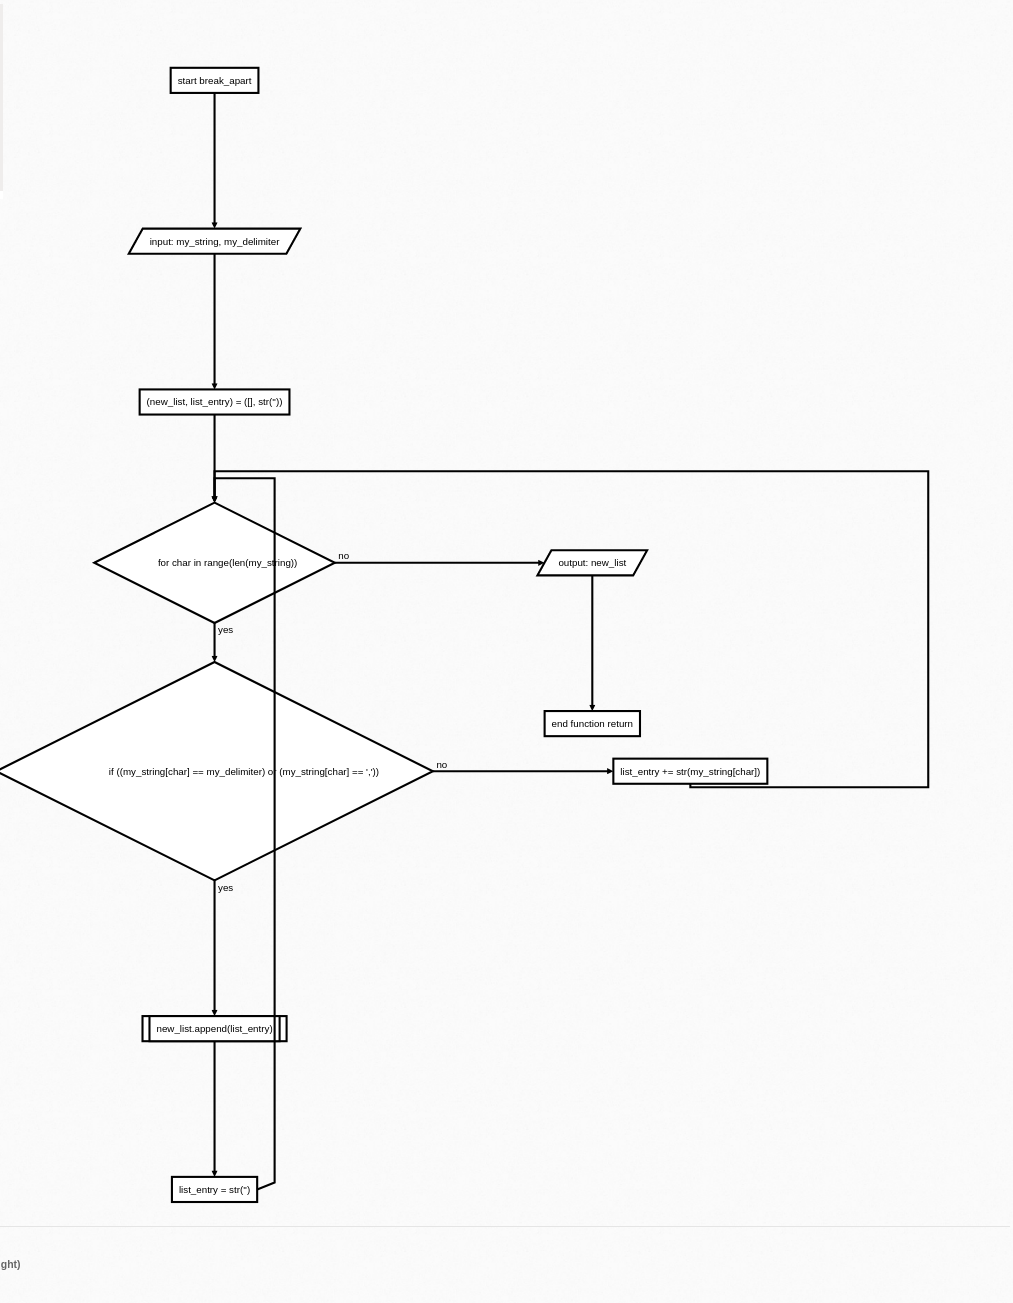 start break_apart
input: my_string, my_delimiter
(new_list, list_entry) = ([], str(''))
for char in range(len(my_string))
no
output: new_list
yes
end function return
if ((my_string[char] == my_delimiter) or (my_string[char] == ','))
no
list_entry += str(my_string[char])
yes
new_list.append(list_entry)
list_entry = str('')
ght)